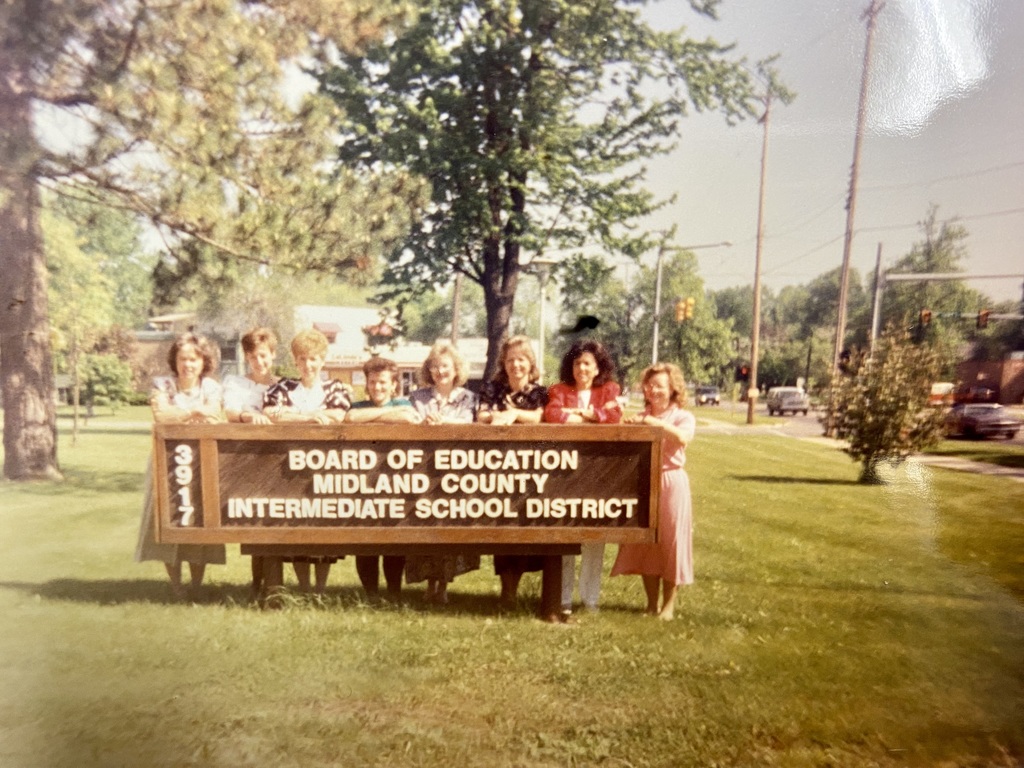 3917
BOARD OF EDUCATION
MIDLAND COUNTY
INTERMEDIATE SCHOOL DISTRICT